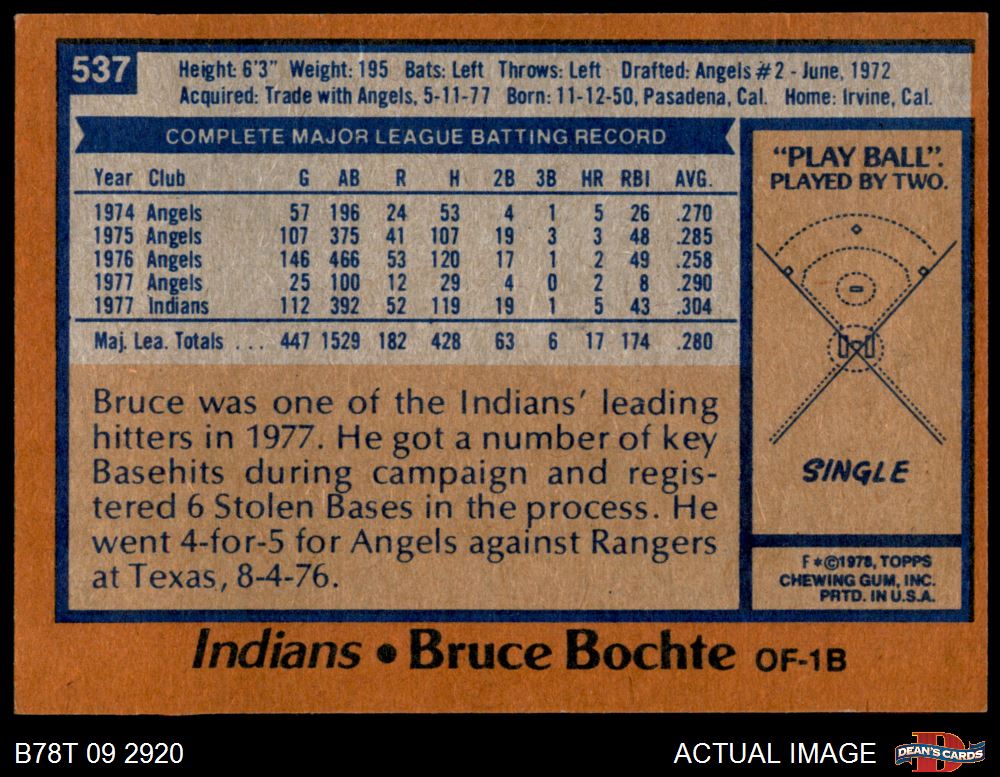 537
Height: 6'3" Weight: 195 Bats: Left Throws: Left Drafted: Angels #2 - June, 1972
Acquired: Trade with Angels, 5-11-77 Born: 11-12-50, Pasadena, Cal. Home: Irvine, Cal.
COMPLETE MAJOR LEAGUE BATTING RECORD
Year Club G AB R H 2B 3B HR RBI AVG.
1974 Angels 57 196 24 53 4 1 5 26 .270
1975 Angels 107 375 41 107 19 3 3 48 .285
1976 Angels 146 466 53 120 17 1 2 49 .258
1977 Angels 25 100 12 29 4 0 2 8 .290
1977 Indians 112 392 52 119 19 1 5 43 .304
Maj. Lea. Totals ... 447 1529 182 428 63 6 17 174 .280
Bruce was one of the Indians' leading
hitters in 1977. He got a number of key
Basehits during campaign and regis-
tered 6 Stolen Bases in the process. He
went 4-for-5 for Angels against Rangers
at Texas, 8-4-76.
"PLAY BALL".
PLAYED BY TWO.
SINGLE
F*©1978, TOPPS
CHEWING GUM, INC.
PRTD. IN U.S.A.
Indians • Bruce Bochte OF-1B
B78T 09 2920
ACTUAL IMAGE
DEAN'S CARDS